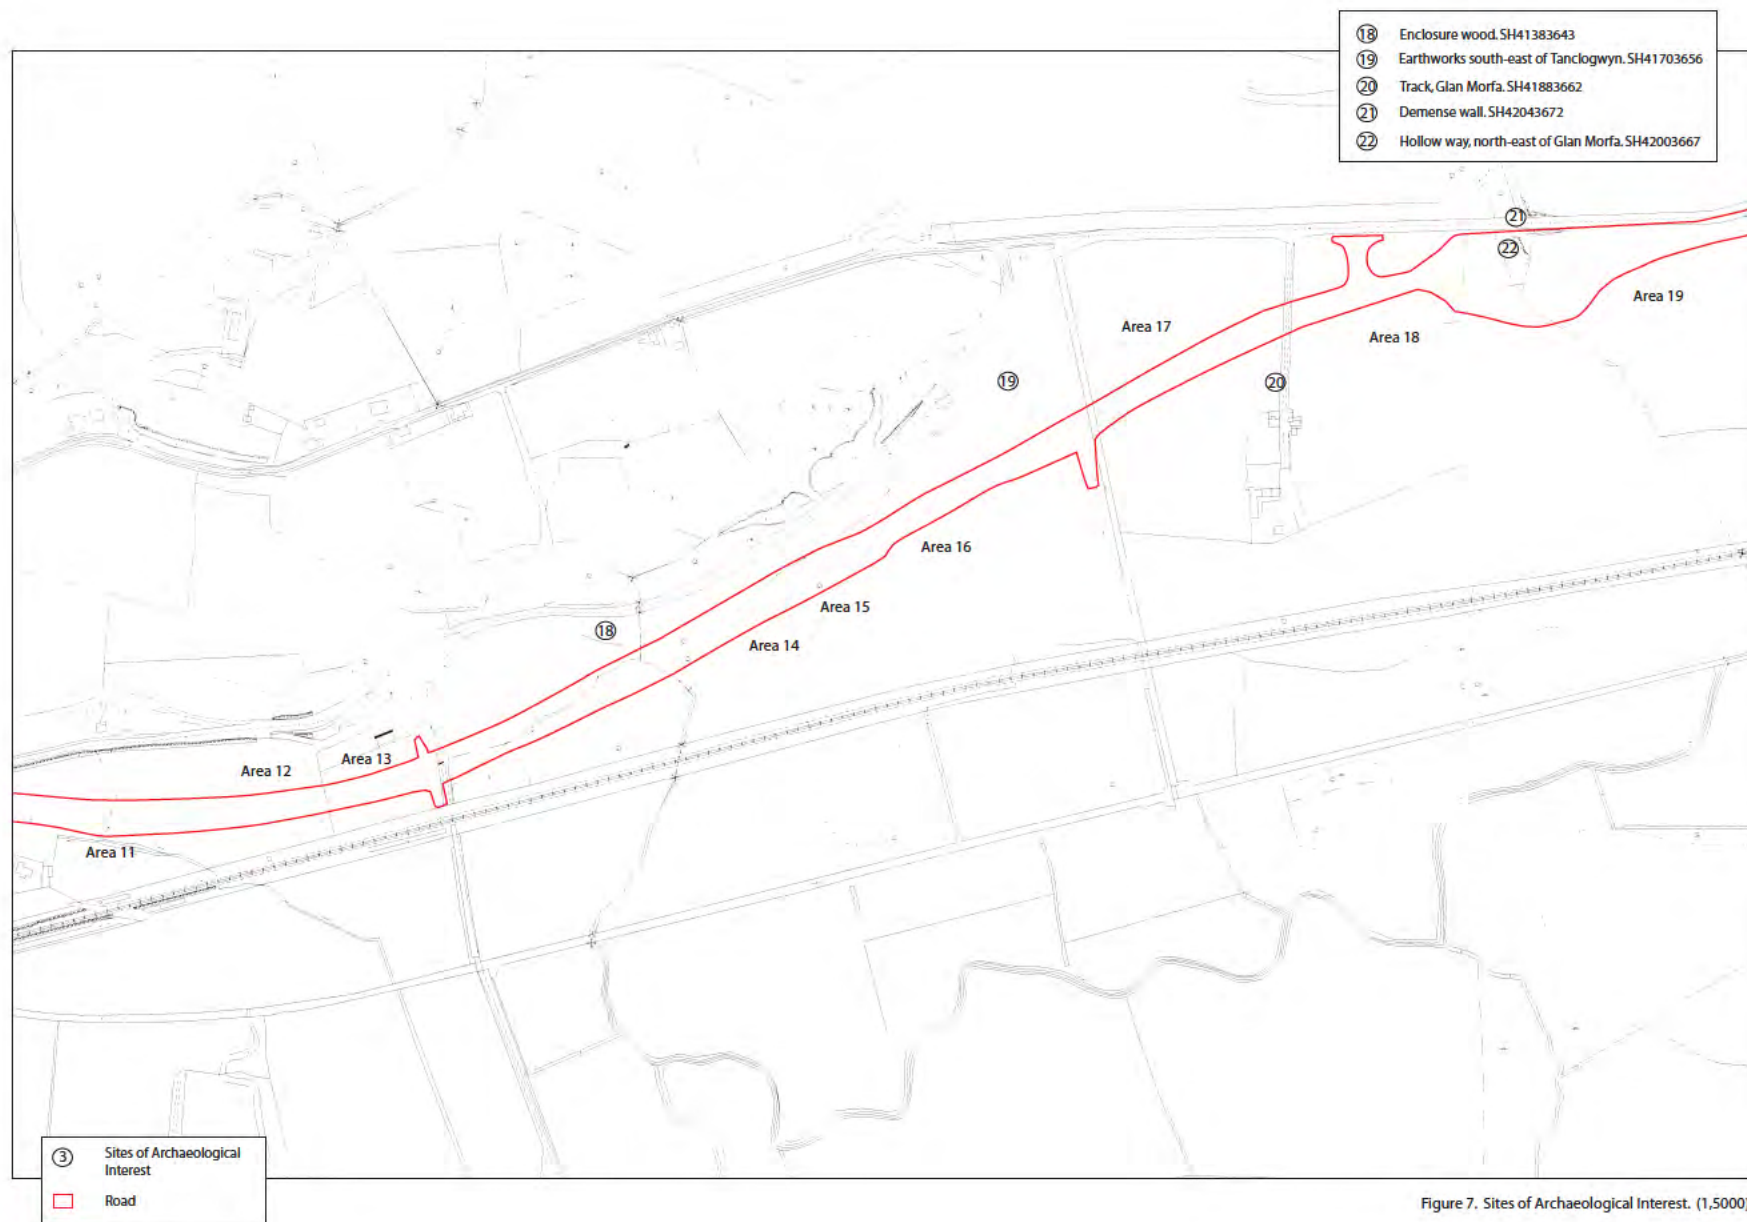 18 Enclosure wood. SH41383643
19 Earthworks south-east of Tanclogwyn. SH41703656
20 Track, Glan Morfa. SH41883662
21 Demense wall. SH42043672
22 Hollow way, north-east of Glan Morfa. SH42003667
21
22
Area 19
Area 17
Area 18
19
20
Area 16
Area 15
18
Area 14
Area 13
Area 12
Area 11
3 Sites of Archaeological
Interest
Road
Figure 7. Sites of Archaeological Interest. (1,5000)